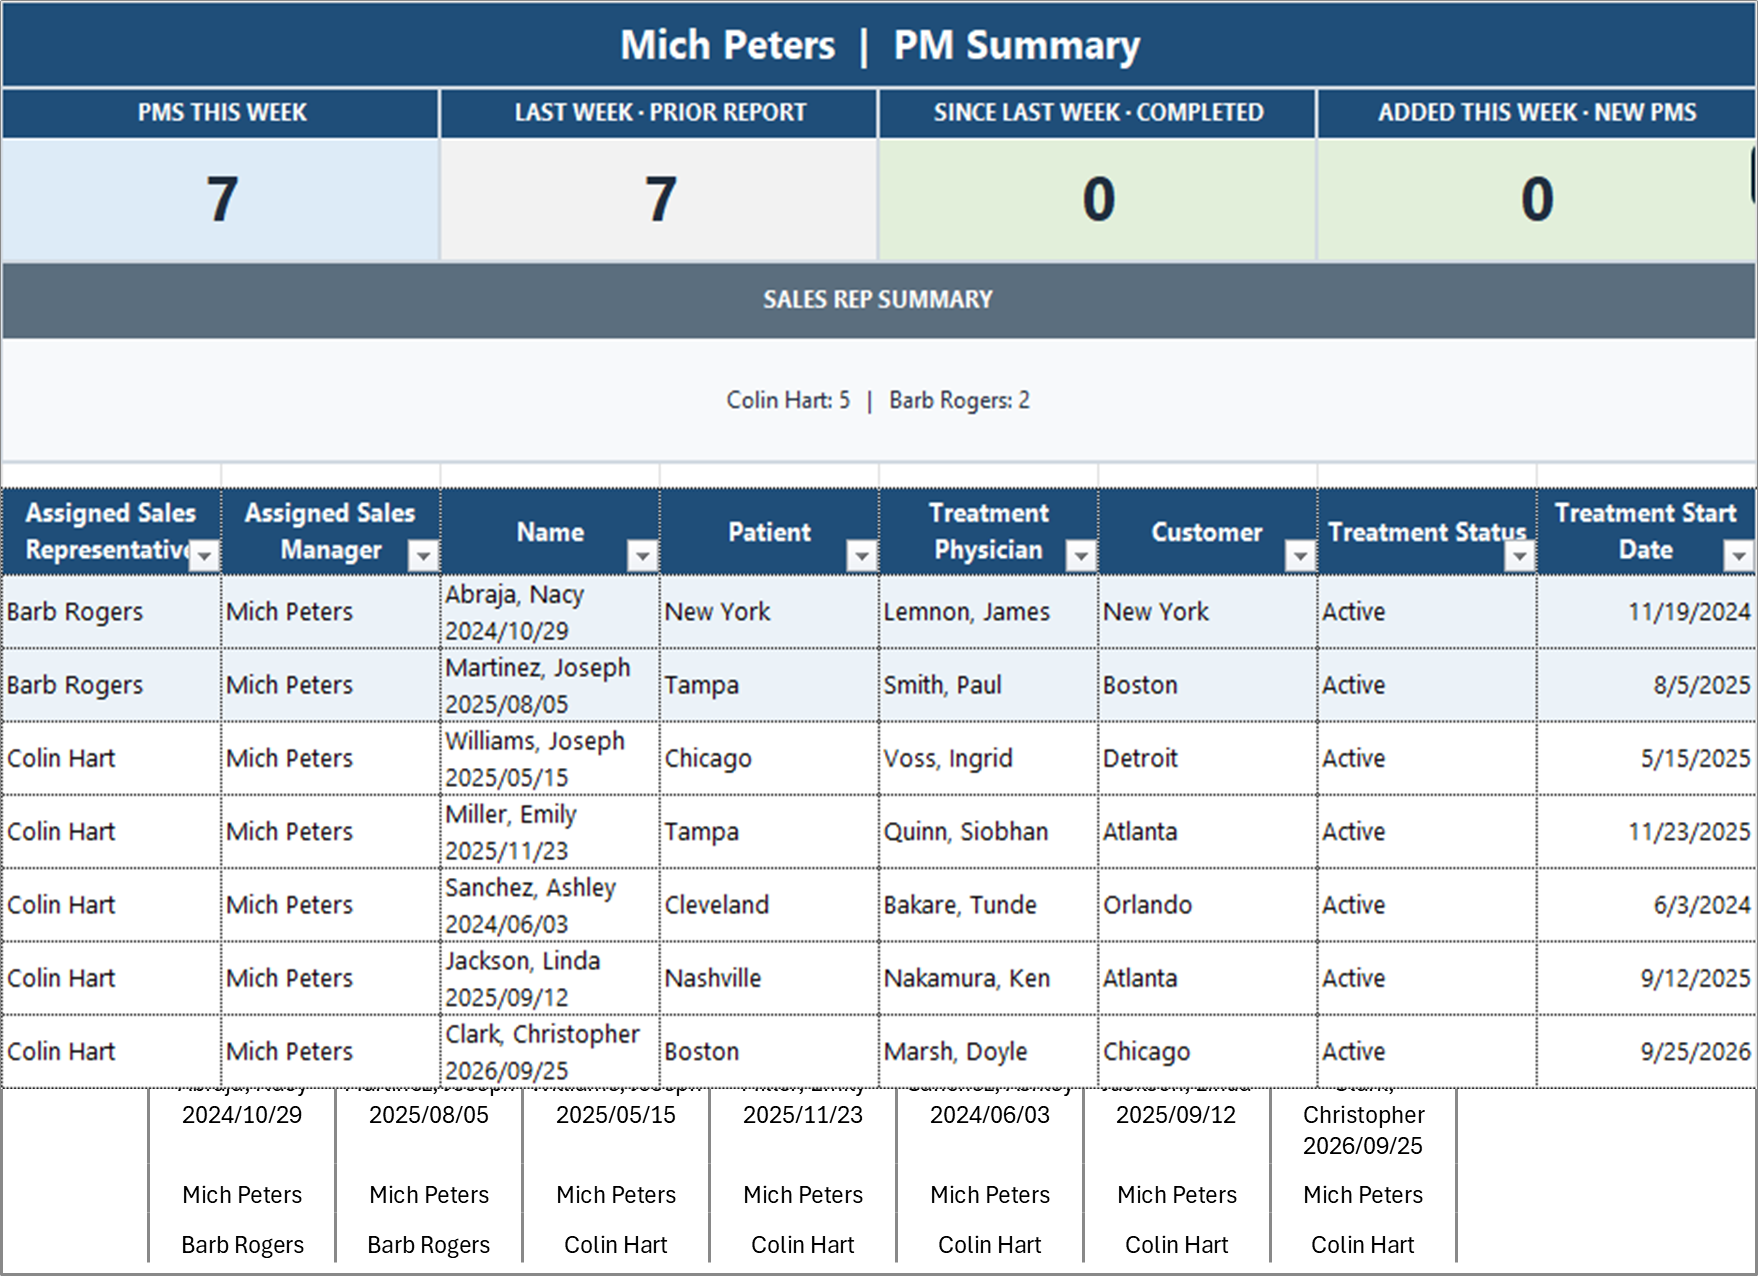 Mich Peters | PM Summary
PMS THIS WEEK
LAST WEEK · PRIOR REPORT
SINCE LAST WEEK · COMPLETED
ADDED THIS WEEK · NEW PMS
7
7
0
0
SALES REP SUMMARY
Colin Hart: 5 | Barb Rogers: 2
Assigned Sales
Representative
Assigned Sales
Manager
Name
Patient
Treatment
Physician
Customer
Treatment Status
Treatment Start
Date
Barb Rogers
Mich Peters
Abraja, Nacy
2024/10/29
New York
Lemnon, James
New York
Active
11/19/2024
Barb Rogers
Mich Peters
Martinez, Joseph
2025/08/05
Tampa
Smith, Paul
Boston
Active
8/5/2025
Colin Hart
Mich Peters
Williams, Joseph
2025/05/15
Chicago
Voss, Ingrid
Detroit
Active
5/15/2025
Colin Hart
Mich Peters
Miller, Emily
2025/11/23
Tampa
Quinn, Siobhan
Atlanta
Active
11/23/2025
Colin Hart
Mich Peters
Sanchez, Ashley
2024/06/03
Cleveland
Bakare, Tunde
Orlando
Active
6/3/2024
Colin Hart
Mich Peters
Jackson, Linda
2025/09/12
Nashville
Nakamura, Ken
Atlanta
Active
9/12/2025
Colin Hart
Mich Peters
Clark, Christopher
2026/09/25
Boston
Marsh, Doyle
Chicago
Active
9/25/2026
2024/10/29
2025/08/05
2025/05/15
2025/11/23
2024/06/03
2025/09/12
Christopher
2026/09/25
Mich Peters
Mich Peters
Mich Peters
Mich Peters
Mich Peters
Mich Peters
Mich Peters
Barb Rogers
Barb Rogers
Colin Hart
Colin Hart
Colin Hart
Colin Hart
Colin Hart